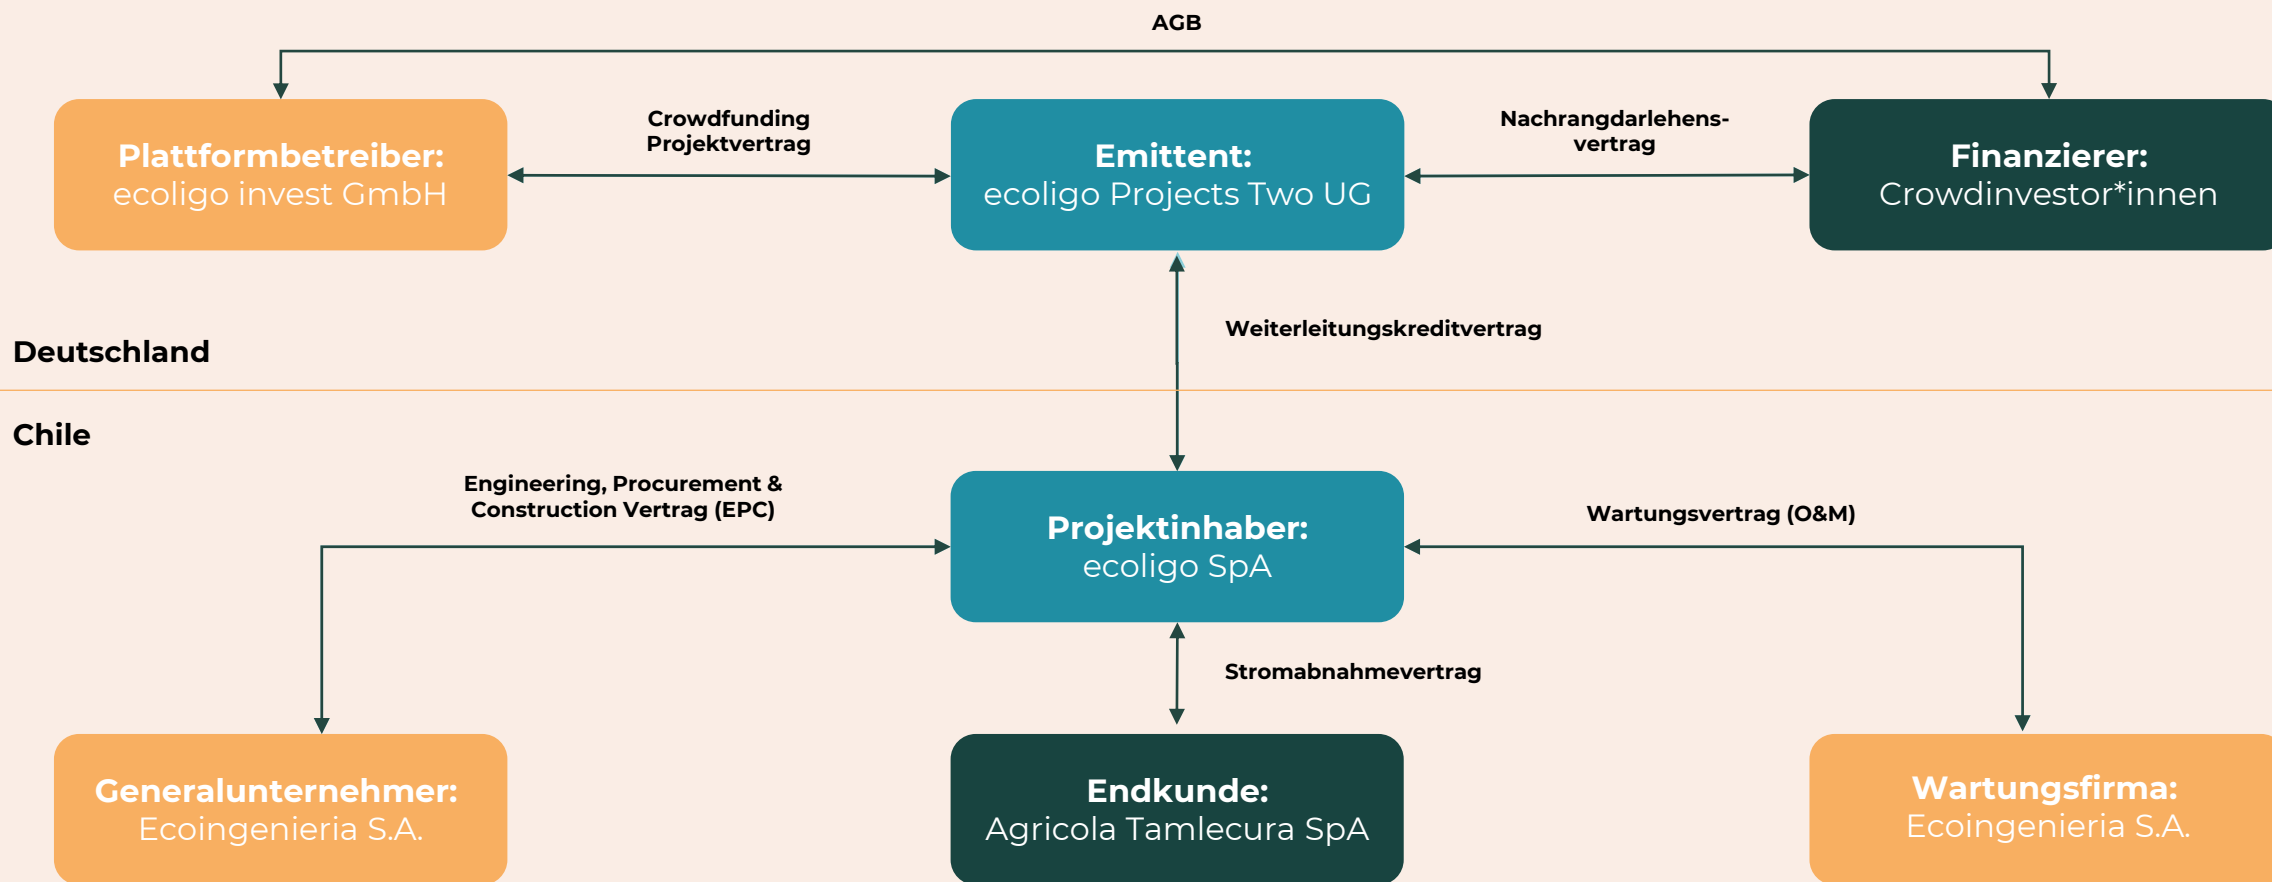 AGB
Plattformbetreiber:
ecoligo invest GmbH
Crowdfunding
Projektvertrag
Emittent:
ecoligo Projects Two UG
Nachrangdarlehens-
vertrag
Finanzierer:
Crowdinvestor*innen
Weiterleitungskreditvertrag
Deutschland
Chile
Engineering, Procurement &
Construction Vertrag (EPC)
Projektinhaber:
ecoligo SpA
Wartungsvertrag (O&M)
Stromabnahmevertrag
Generalunternehmer:
Ecoingenieria S.A.
Endkunde:
Agricola Tamlecura SpA
Wartungsfirma:
Ecoingenieria S.A.